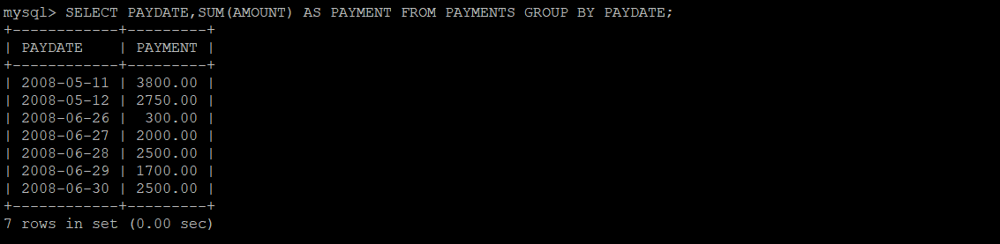 mysql> SELECT PAYDATE,SUM(AMOUNT) AS PAYMENT FROM PAYMENTS GROUP BY PAYDATE;
+------------+---------+
| PAYDATE    | PAYMENT |
+------------+---------+
| 2008-05-11 | 3800.00 |
| 2008-05-12 | 2750.00 |
| 2008-06-26 |  300.00 |
| 2008-06-27 | 2000.00 |
| 2008-06-28 | 2500.00 |
| 2008-06-29 | 1700.00 |
| 2008-06-30 | 2500.00 |
+------------+---------+
7 rows in set (0.00 sec)